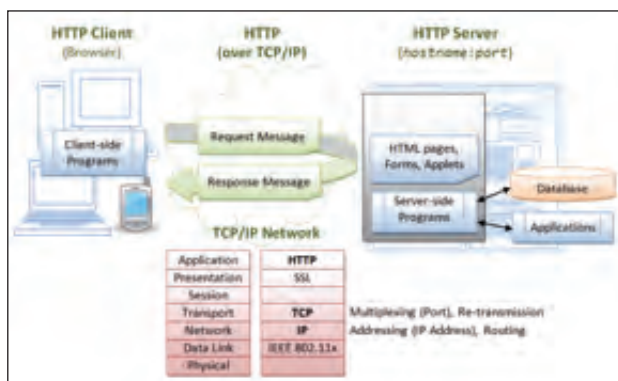 HTTP Client
(Browser)
HTTP
(over TCP/IP)
HTTP Server
(hostname:port)
Client-side
Programs
Request Message
Response Message
HTML pages,
Forms, Applets
Server-side
Programs
Database
Applications
TCP/IP Network
Application HTTP
Presentation SSL
Session
Transport TCP Multiplexing (Port), Re-transmission
Network IP Addressing (IP Address), Routing
Data Link IEEE 802.11x
Physical